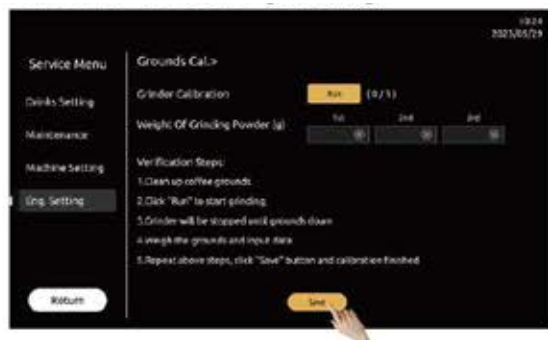 10:24
2023/05/29
Service Menu
Grounds Cal.>
Grinder Calibration
Run
Weight Of Grinding Powder (g)
1st
2nd
3rd
Drinks Setting
Maintenance
Machine Setting
Eng. Setting
Verification Steps:
1.Clean up coffee grounds
2.Click "Run" to start grinding
3.Grinder will be stopped until grounds down
4.Weigh the grounds and input data
5.Repeat above steps, click "Save" button and calibration finished
Return
Save